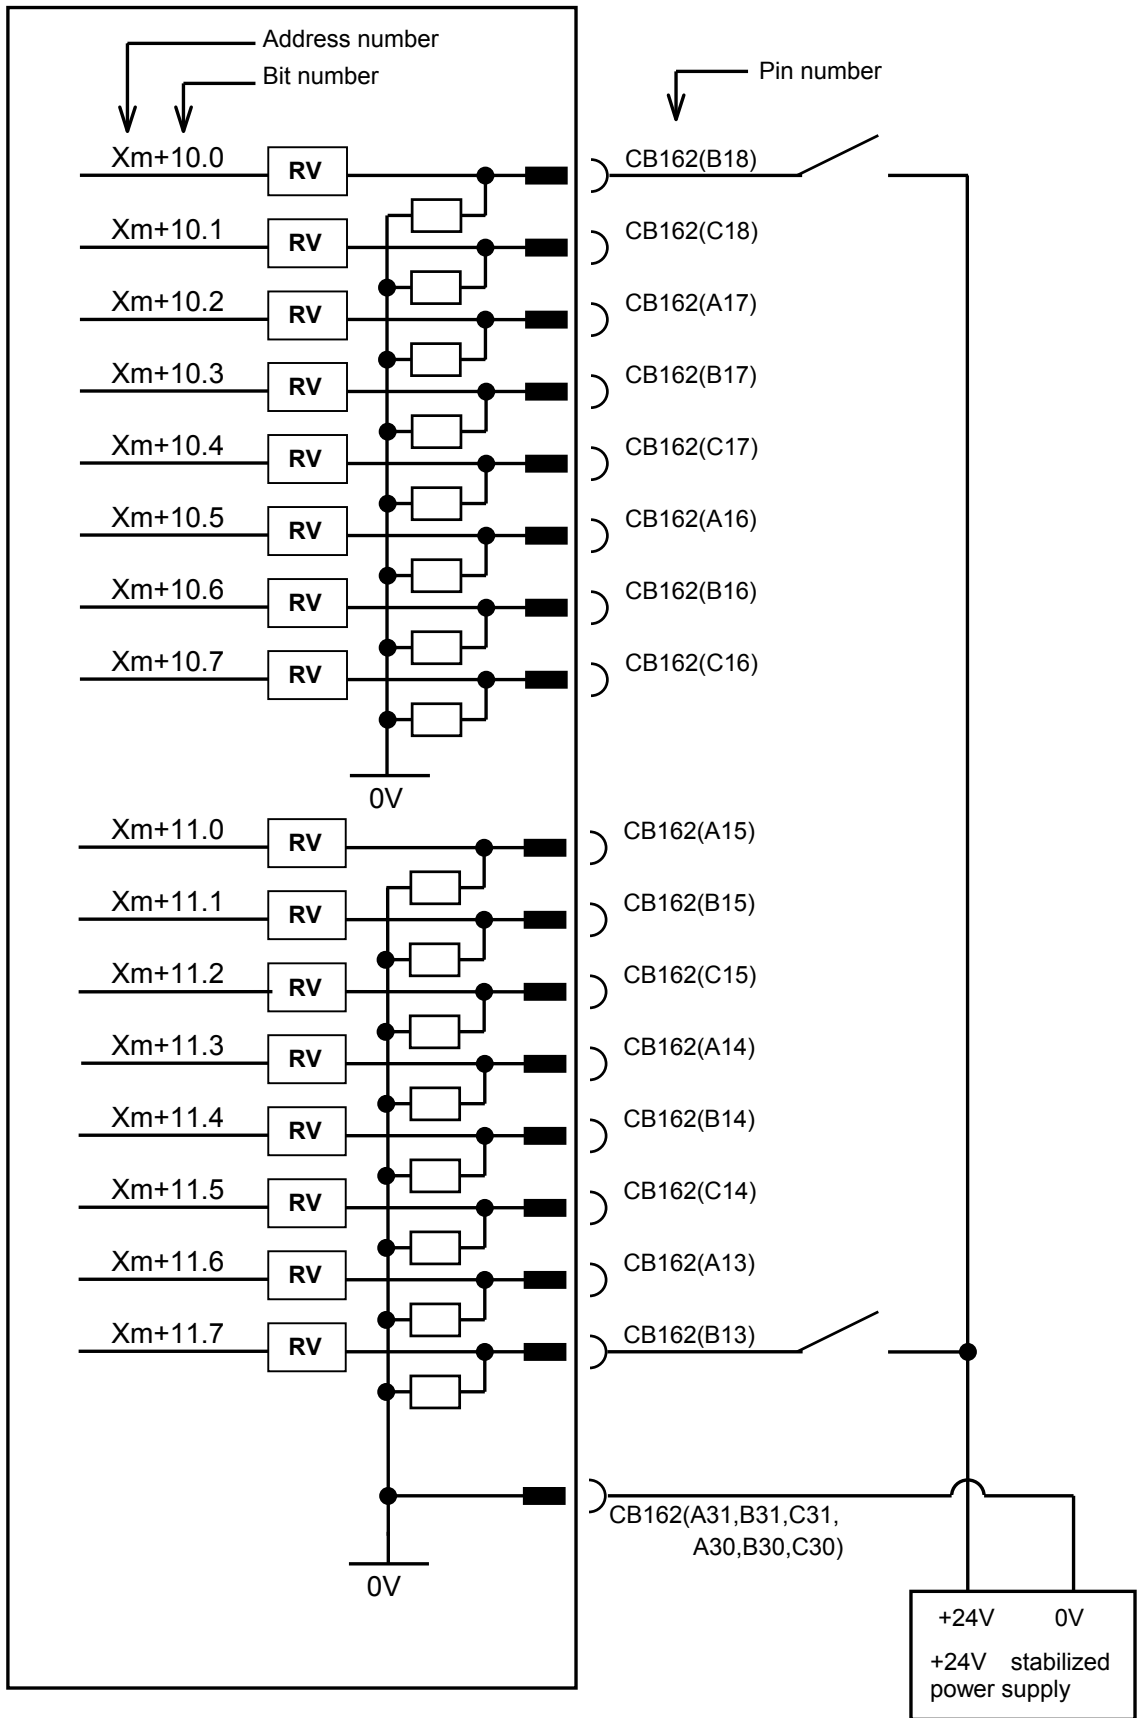 Address number
Bit number
Pin number
Xm+10.0 RV CB162(B18)
Xm+10.1 RV CB162(C18)
Xm+10.2 RV CB162(A17)
Xm+10.3 RV CB162(B17)
Xm+10.4 RV CB162(C17)
Xm+10.5 RV CB162(A16)
Xm+10.6 RV CB162(B16)
Xm+10.7 RV CB162(C16)
0V
Xm+11.0 RV CB162(A15)
Xm+11.1 RV CB162(B15)
Xm+11.2 RV CB162(C15)
Xm+11.3 RV CB162(A14)
Xm+11.4 RV CB162(B14)
Xm+11.5 RV CB162(C14)
Xm+11.6 RV CB162(A13)
Xm+11.7 RV CB162(B13)
CB162(A31,B31,C31,
A30,B30,C30)
0V
+24V 0V
+24V stabilized
power supply